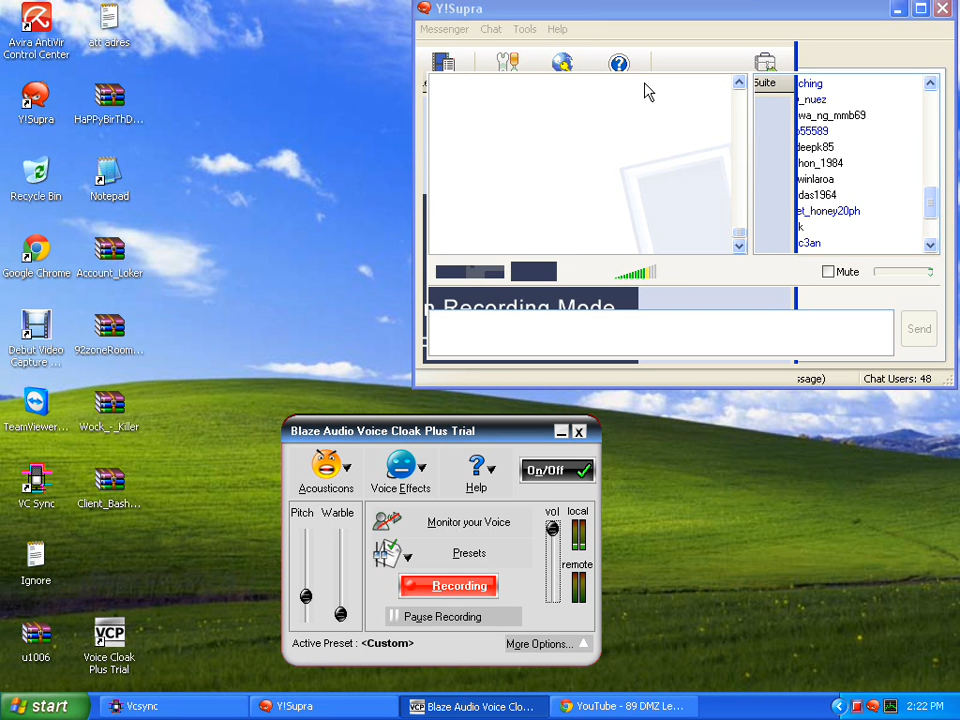 Avira AntiVir
Control Center
att adres
Y!Supra
HaPPyBirThD...
Recycle Bin
Notepad
Google Chrome
Account_Loker
Debut Video
Capture ...
92zoneRoom...
TeamViewer...
Wock_-_Killer
VC Sync
Client_Bash...
Ignore
u1006
VCP
Voice Cloak
Plus Trial
Y!Supra
Messenger Chat Tools Help
Suite
ching
_nuez
wa_ng_mmb69
55589
deepk85
hon_1984
winlaroa
das1964
et_honey20ph
k
c3an
Mute
Recording Mode
Send
ssage)
Chat Users: 48
Blaze Audio Voice Cloak Plus Trial
Acousticons
Voice Effects
Help
On/Off
Pitch Warble
Monitor your Voice
Presets
Recording
Pause Recording
vol local
remote
Active Preset : <Custom>
More Options...
start
Vcsync
Y!Supra
VCP Blaze Audio Voice Clo...
YouTube - 89 DMZ Le...
2:22 PM